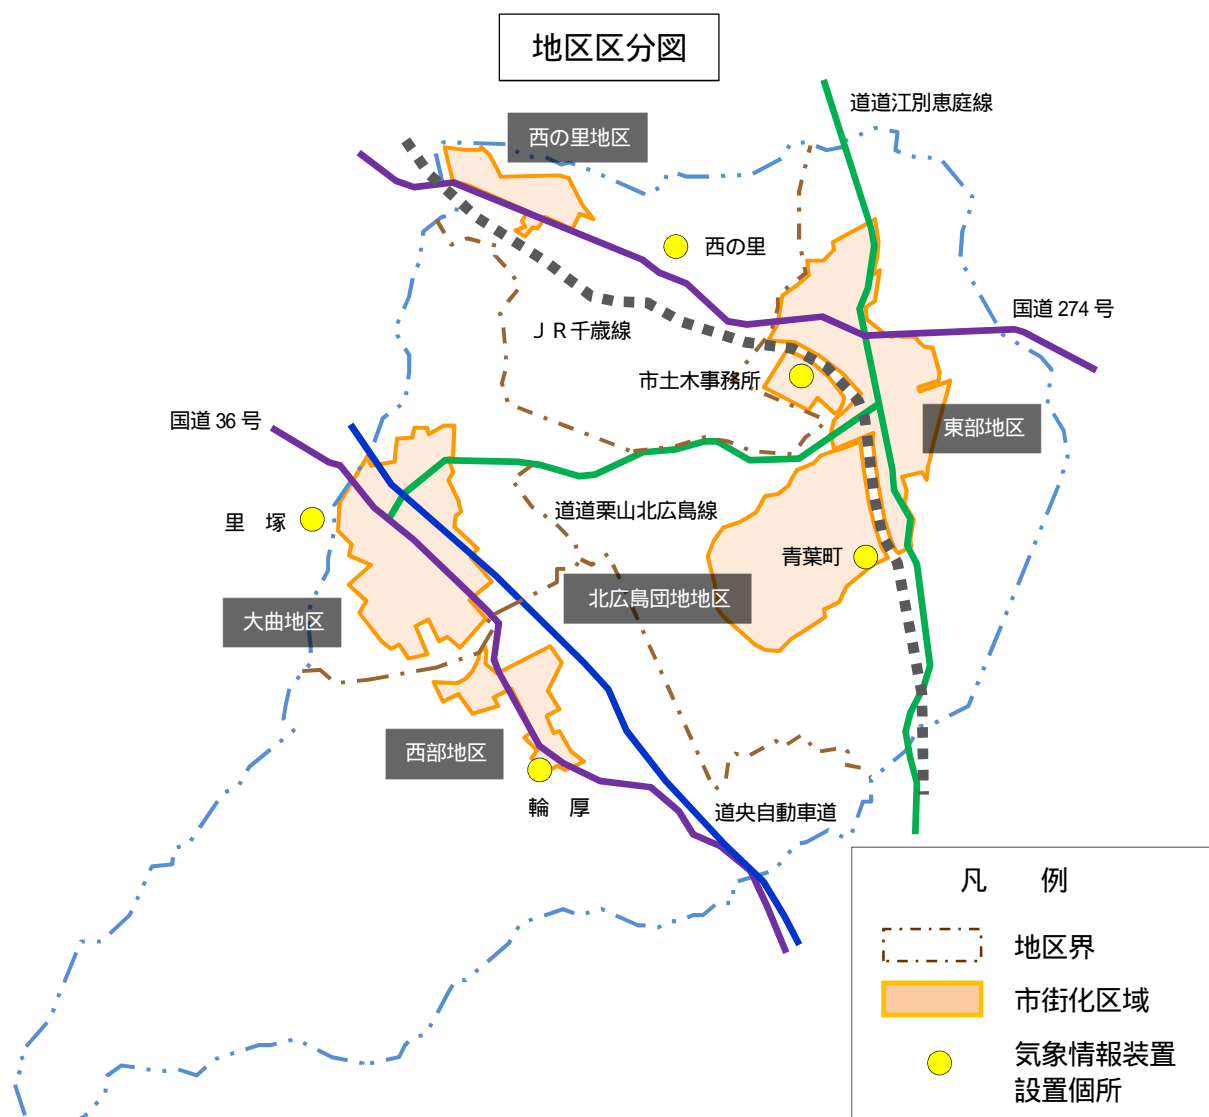 地区区分図
道道江別恵庭線
西の里地区
西の里
国道 274 号
ＪＲ千歳線
市土木事務所
国道 36 号
東部地区
道道栗山北広島線
里　塚
青葉町
北広島団地地区
大曲地区
西部地区
輪　厚
道央自動車道
凡　　例
地区界
市街化区域
気象情報装置
設置個所